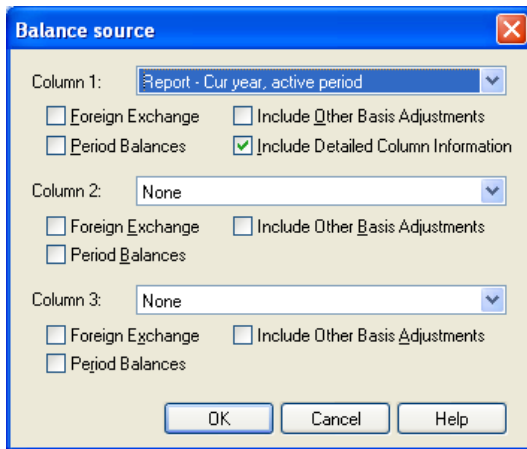 Balance source
Column 1: Report - Cur year, active period
Foreign Exchange Include Other Basis Adjustments
Period Balances Include Detailed Column Information
Column 2: None
Foreign Exchange Include Other Basis Adjustments
Period Balances
Column 3: None
Foreign Exchange Include Other Basis Adjustments
Period Balances
OK Cancel Help